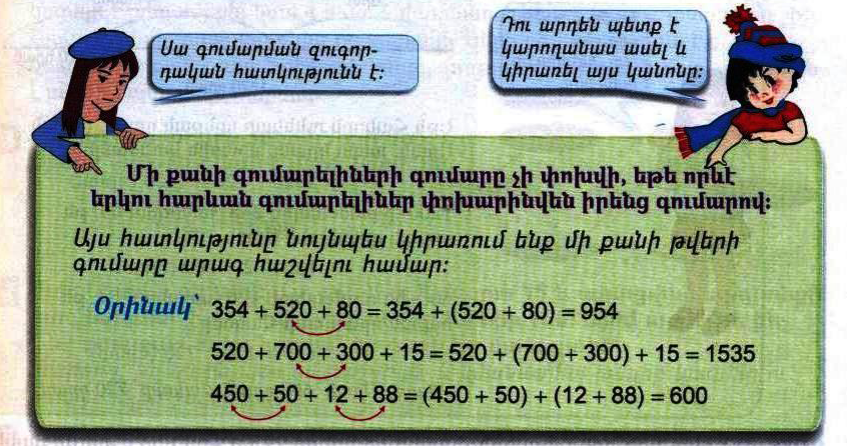 Սա գումարման զուգոր-
դական հատկությունն է:
Դու արդեն պետք է
կարողանաս ասել և
կիրառել այս կանոնը:
Մի քանի գումարելիների գումարը չի փոխվի, եթե որևէ
երկու հարևան գումարելիներ փոխարինվեն իրենց գումարով:
Այս հատկությունը նույնպես կիրառում ենք մի քանի թվերի
գումարը արագ հաշվելու համար:
Օրինակ՝ 354 + 520 + 80 = 354 + (520 + 80) = 954
520 + 700 + 300 + 15 = 520 + (700 + 300) + 15 = 1535
450 + 50 + 12 + 88 = (450 + 50) + (12 + 88) = 600